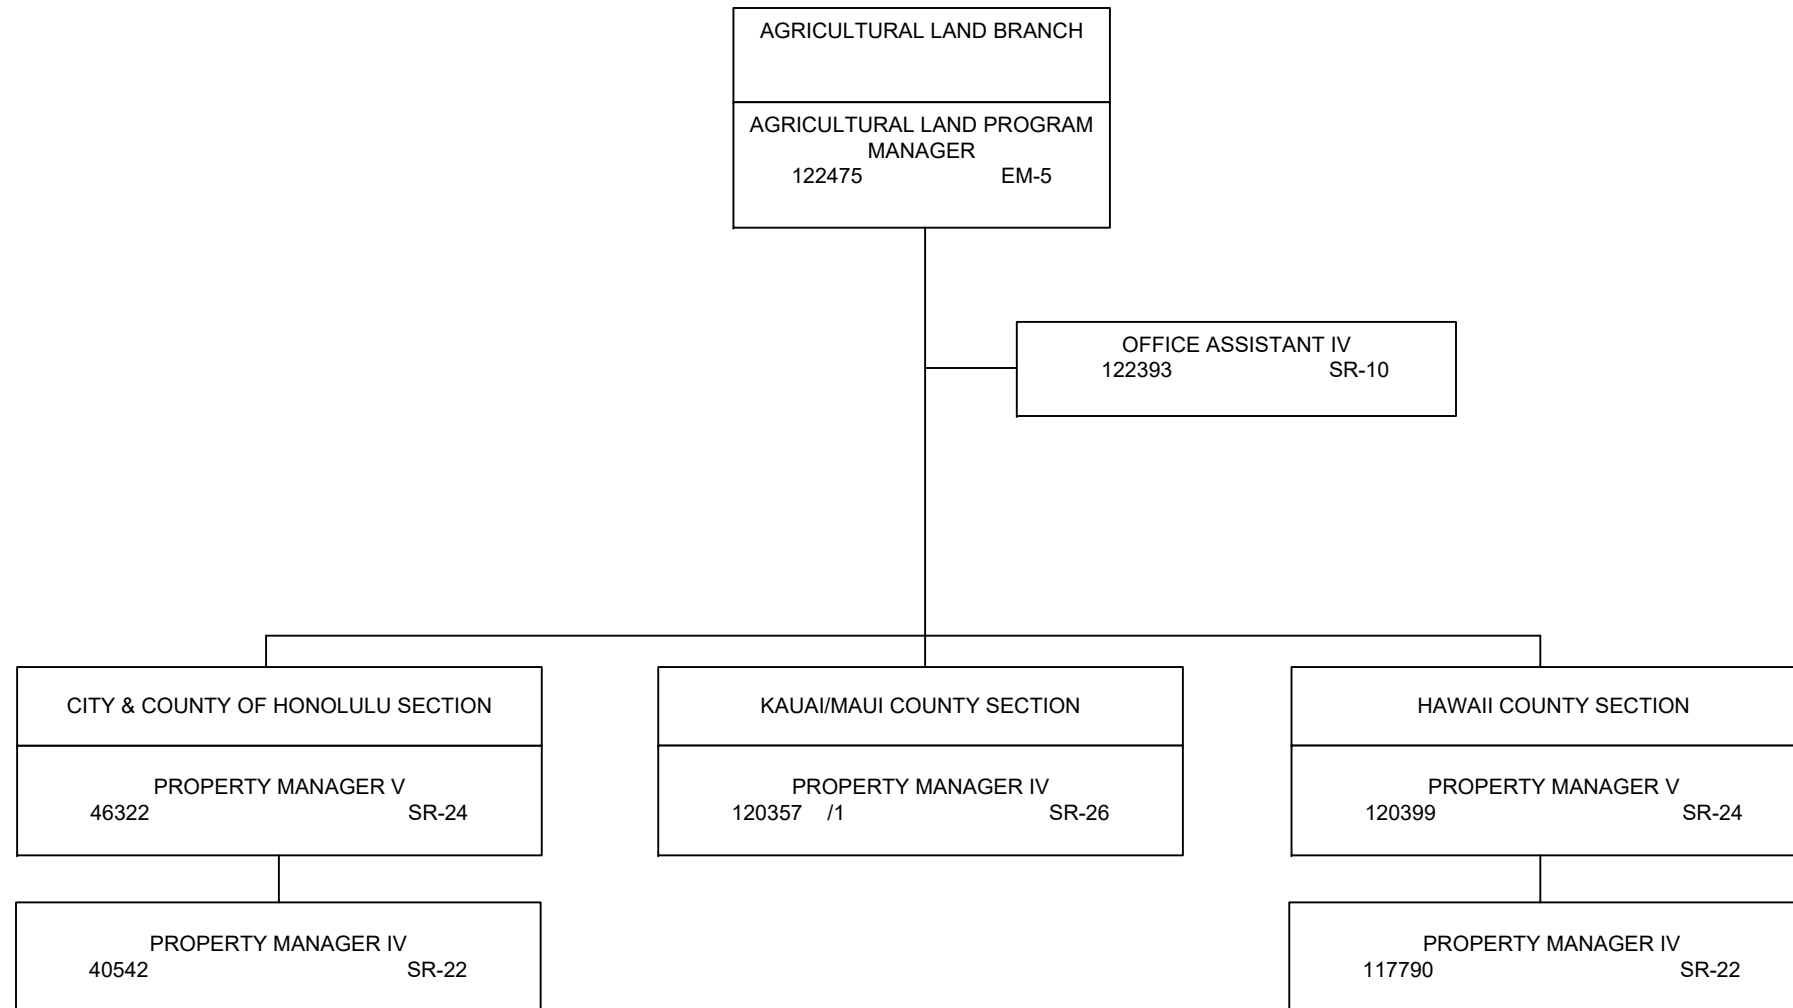 AGRICULTURAL LAND BRANCH
AGRICULTURAL LAND PROGRAM
MANAGER
122475 EM-5
OFFICE ASSISTANT IV
122393 SR-10
CITY & COUNTY OF HONOLULU SECTION
PROPERTY MANAGER V
46322 SR-24
PROPERTY MANAGER IV
40542 SR-22
KAUAI/MAUI COUNTY SECTION
PROPERTY MANAGER IV
120357 /1 SR-26
HAWAII COUNTY SECTION
PROPERTY MANAGER V
120399 SR-24
PROPERTY MANAGER IV
117790 SR-22